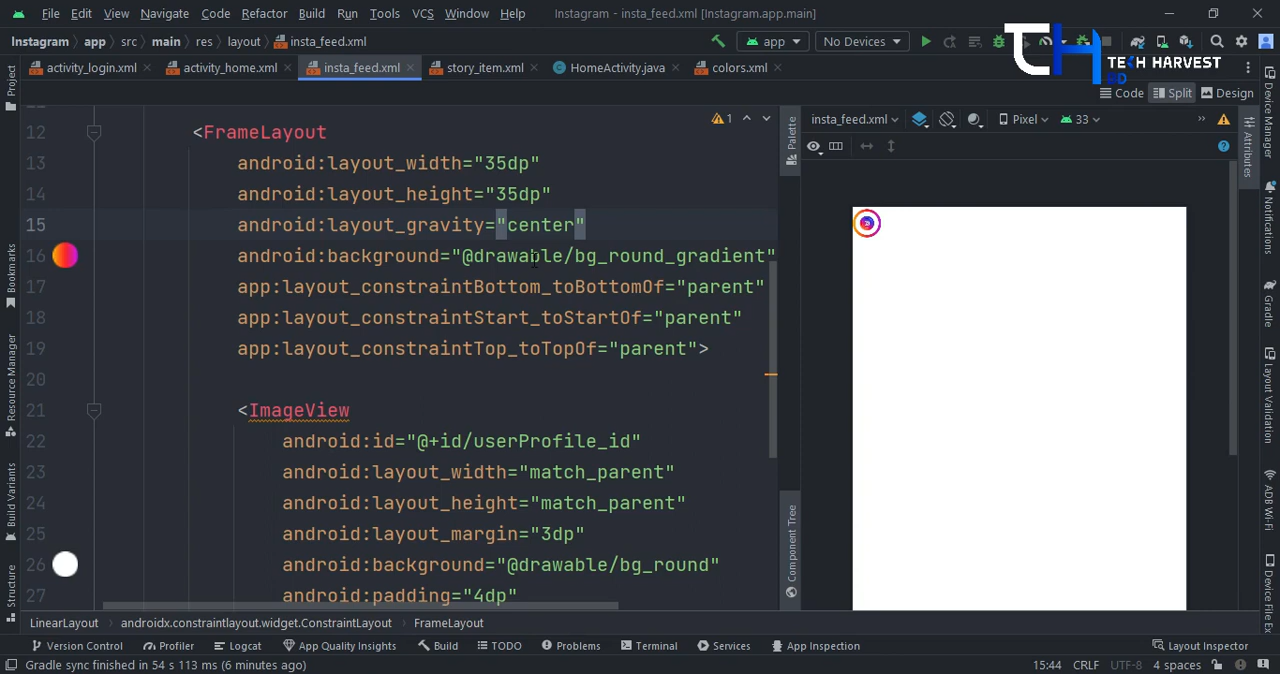 File Edit View Navigate Code Refactor Build Run Tools VCS Window Help Instagram - insta_feed.xml [Instagram.app.main]
Instagram app src main res layout insta_feed.xml app No Devices
TH TECH HARVEST HD
activity_login.xml activity_home.xml insta_feed.xml story_item.xml HomeActivity.java colors.xml
Code Split Design
12 <FrameLayout
13 android:layout_width="35dp"
14 android:layout_height="35dp"
15 android:layout_gravity="center"
16 android:background="@drawable/bg_round_gradient"
17 app:layout_constraintBottom_toBottomOf="parent"
18 app:layout_constraintStart_toStartOf="parent"
19 app:layout_constraintTop_toTopOf="parent">
20
21 <ImageView
22 android:id="@+id/userProfile_id"
23 android:layout_width="match_parent"
24 android:layout_height="match_parent"
25 android:layout_margin="3dp"
26 android:background="@drawable/bg_round"
27 android:padding="4dp"
1
insta_feed.xml Pixel 33
Project
Bookmarks
Resource Manager
Build Variants
Structure
Palette
Component Tree
Attributes
Device Manager
Notifications
Gradle
Layout Validation
ADB Wi-Fi
Device File Ex
LinearLayout androidx.constraintlayout.widget.ConstraintLayout FrameLayout
Version Control Profiler Logcat App Quality Insights Build TODO Problems Terminal Services App Inspection Layout Inspector
Gradle sync finished in 54 s 113 ms (6 minutes ago) 15:44 CRLF UTF-8 4 spaces